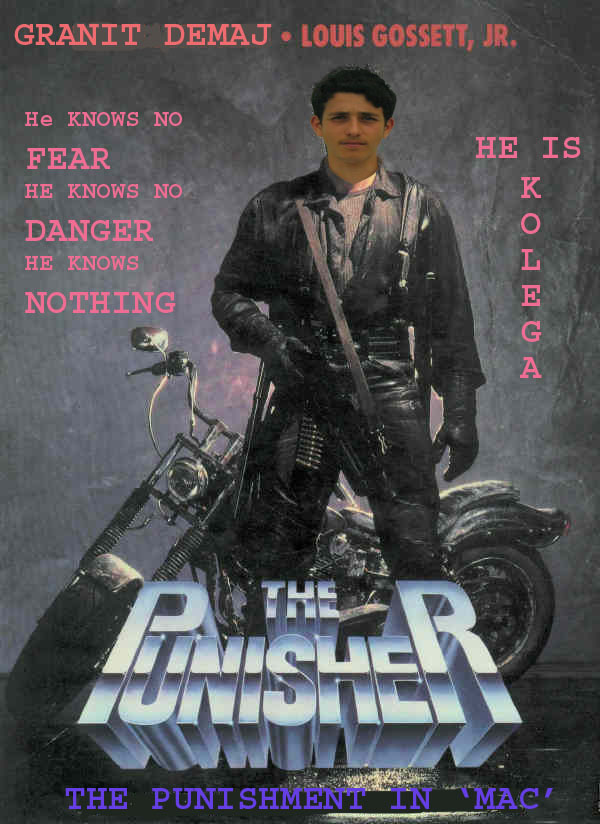 GRANIT DEMAJ • LOUIS GOSSETT, JR.
He KNOWS NO
FEAR
HE KNOWS NO
DANGER
HE KNOWS
NOTHING
HE IS
K
O
L
E
G
A
THE
PUNISHER
THE PUNISHMENT IN ‘MAC’